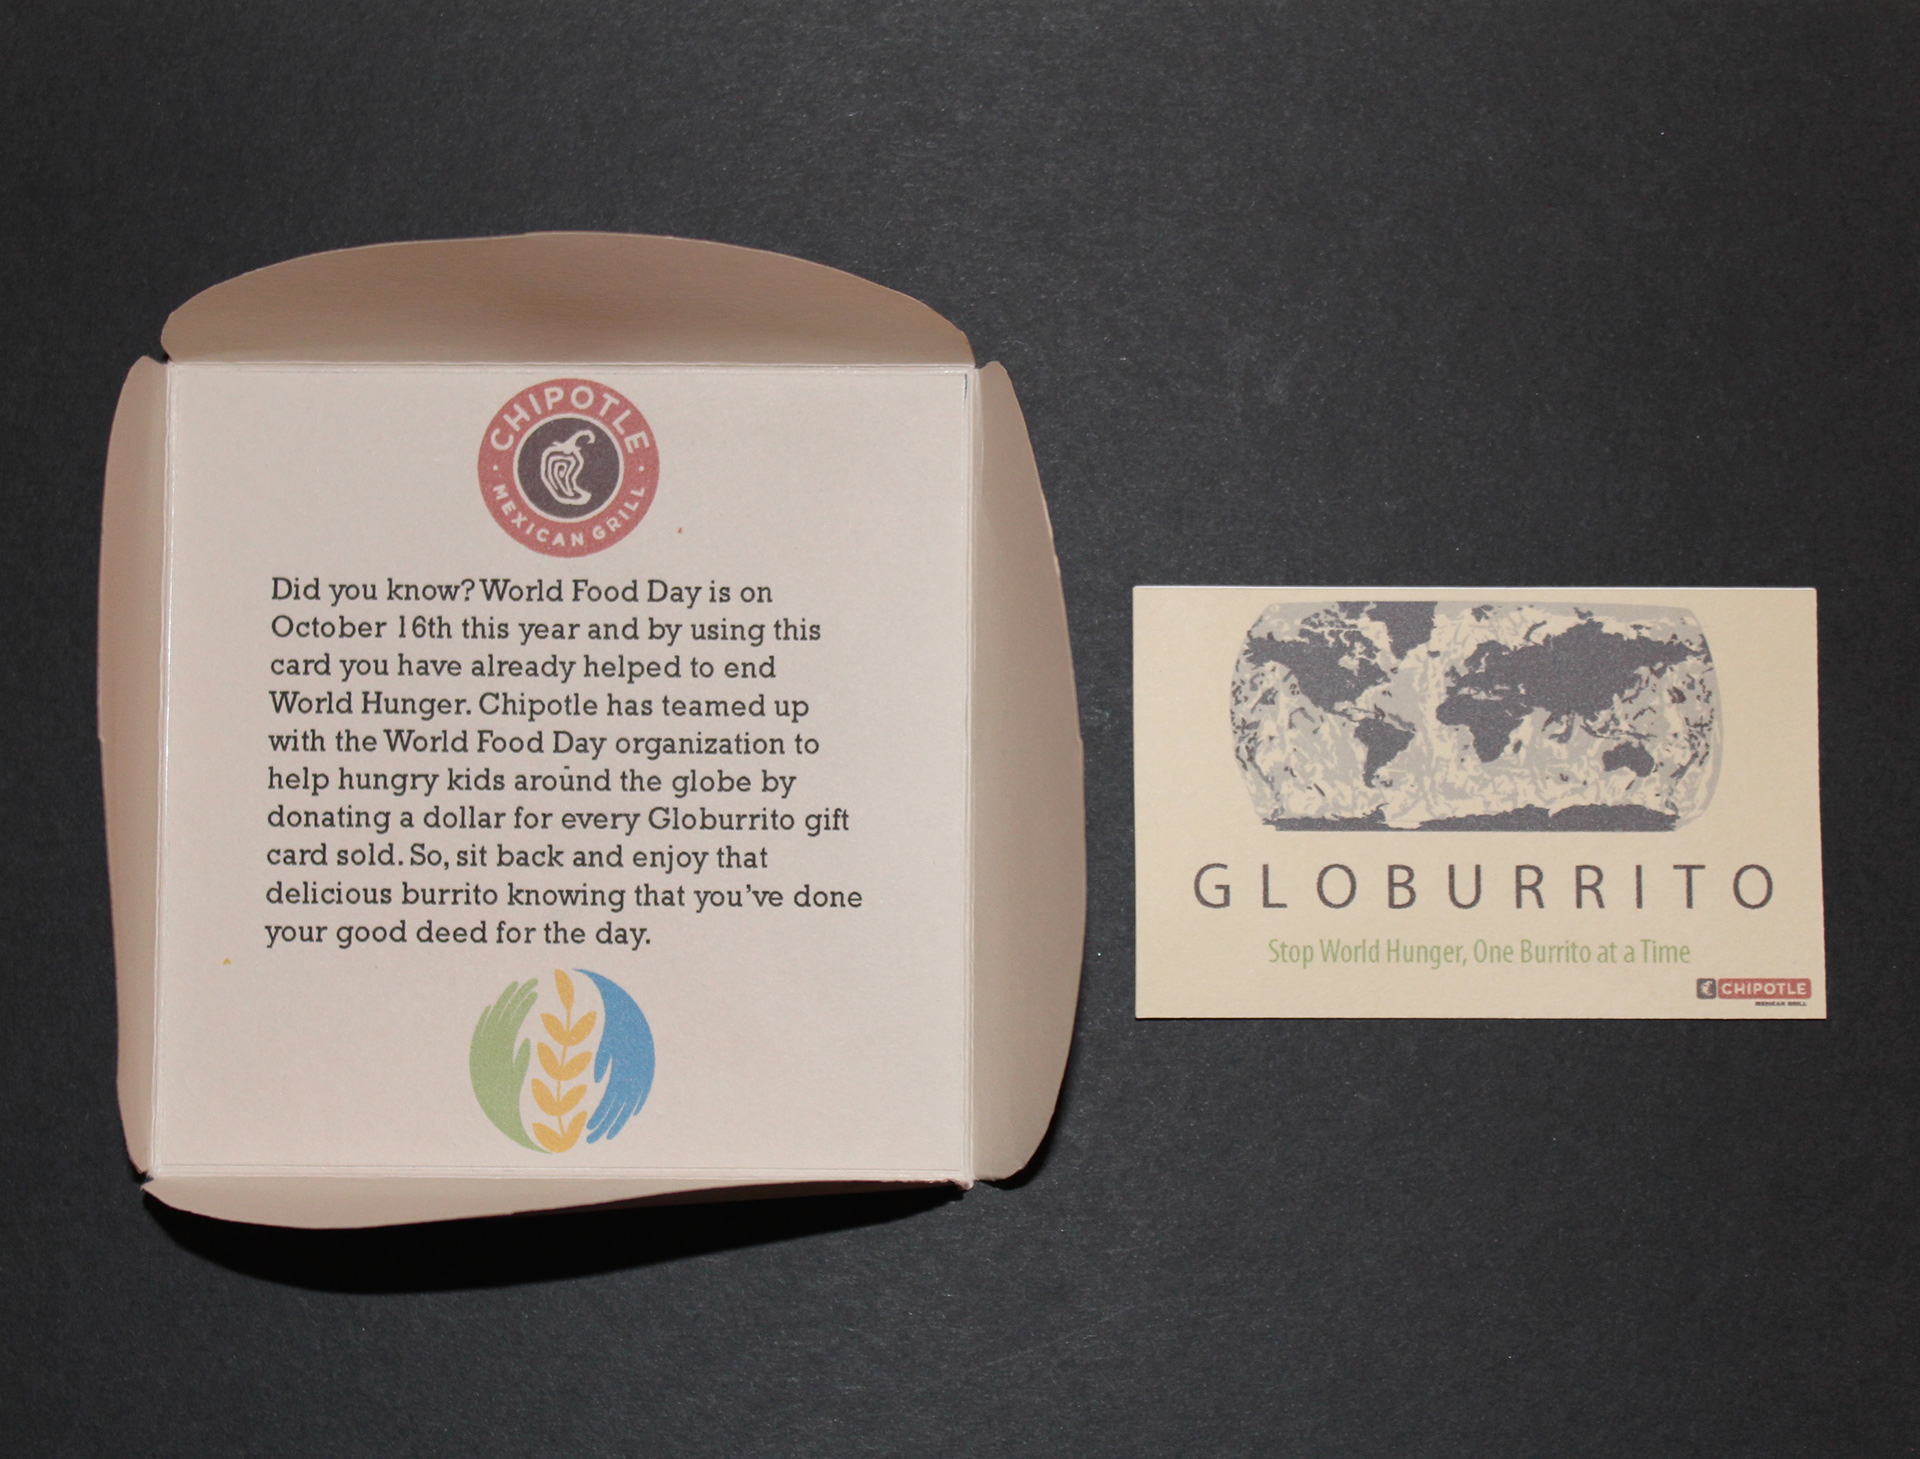 CHIPOTLE
MEXICAN GRILL
Did you know? World Food Day is on
October 16th this year and by using this
card you have already helped to end
World Hunger. Chipotle has teamed up
with the World Food Day organization to
help hungry kids around the globe by
donating a dollar for every Globurrito gift
card sold. So, sit back and enjoy that
delicious burrito knowing that you've done
your good deed for the day.
GLOBURRITO
Stop World Hunger, One Burrito at a Time
CHIPOTLE
MEXICAN GRILL